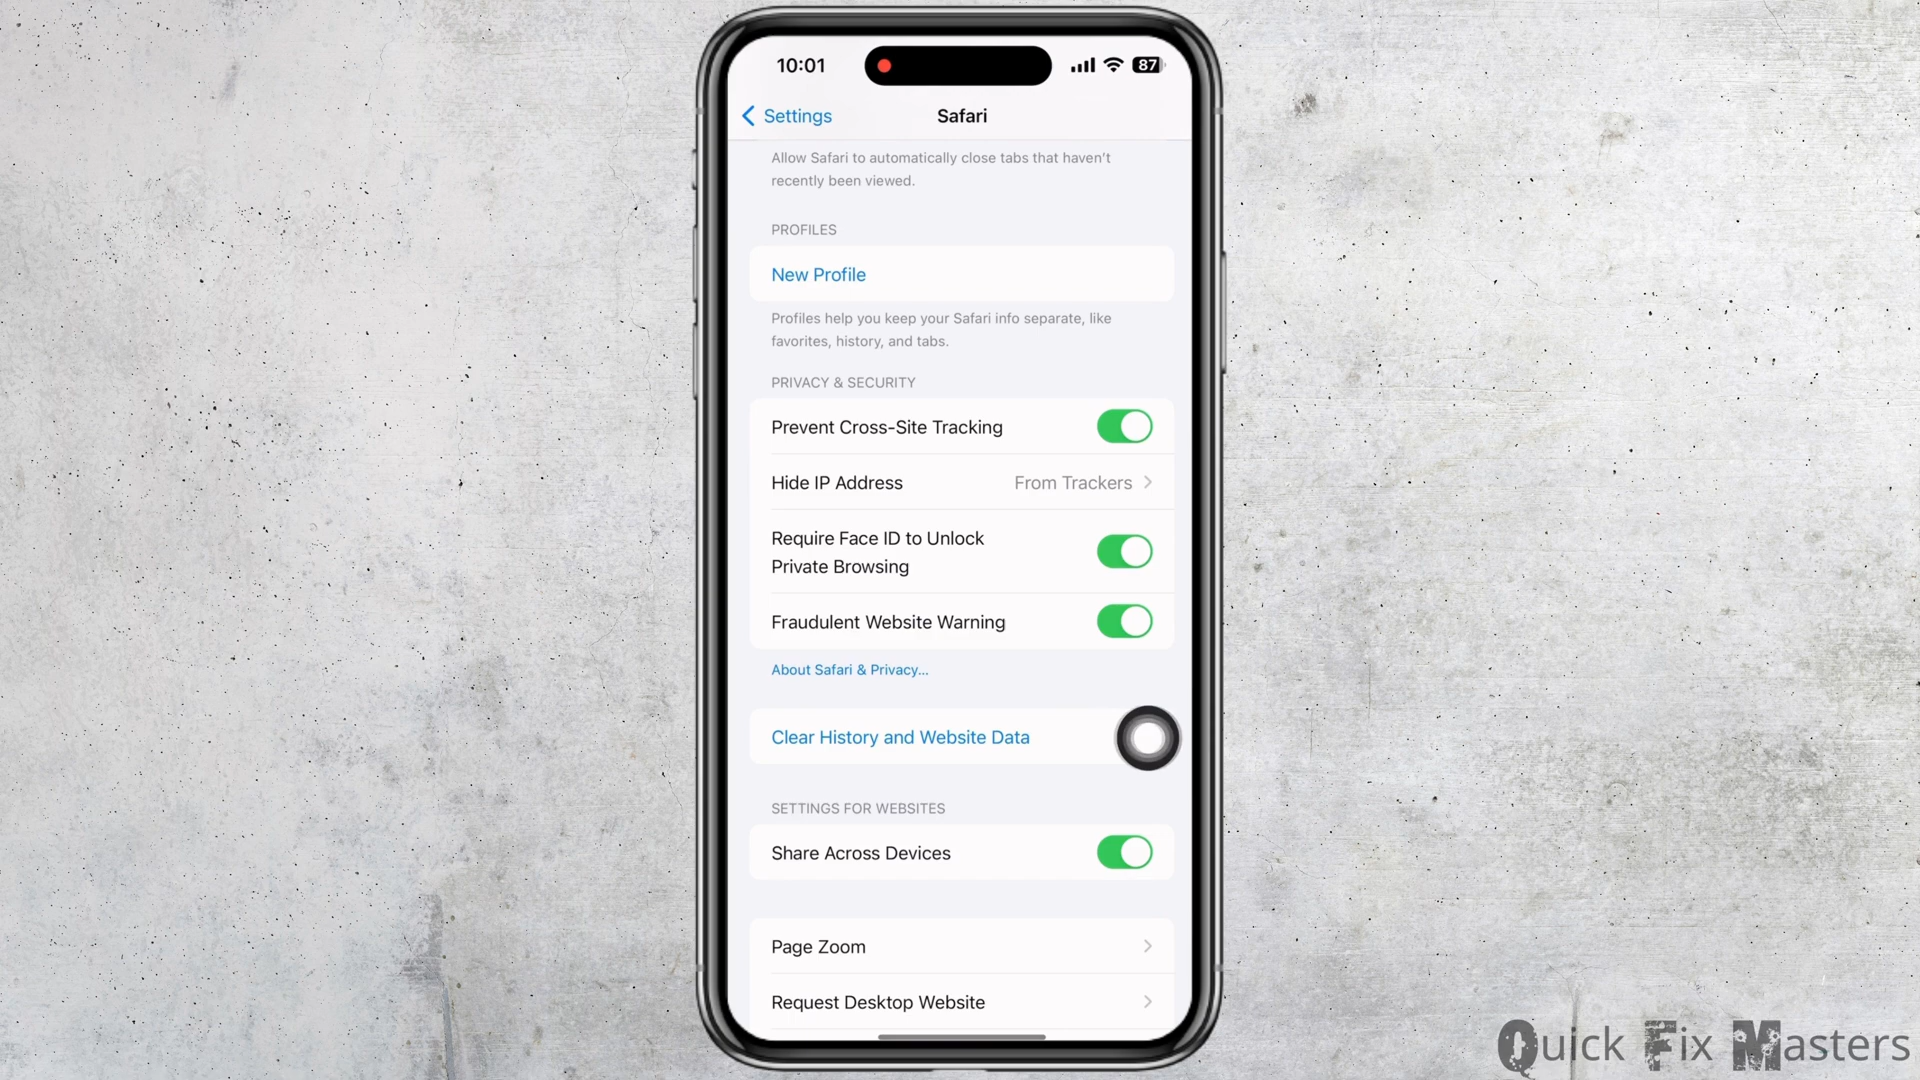 10:01
87
Settings
Safari
Allow Safari to automatically close tabs that haven't
recently been viewed.
PROFILES
New Profile
Profiles help you keep your Safari info separate, like
favorites, history, and tabs.
PRIVACY & SECURITY
Prevent Cross-Site Tracking
Hide IP Address From Trackers
Require Face ID to Unlock
Private Browsing
Fraudulent Website Warning
About Safari & Privacy...
Clear History and Website Data
SETTINGS FOR WEBSITES
Share Across Devices
Page Zoom
Request Desktop Website
Quick Fix Masters